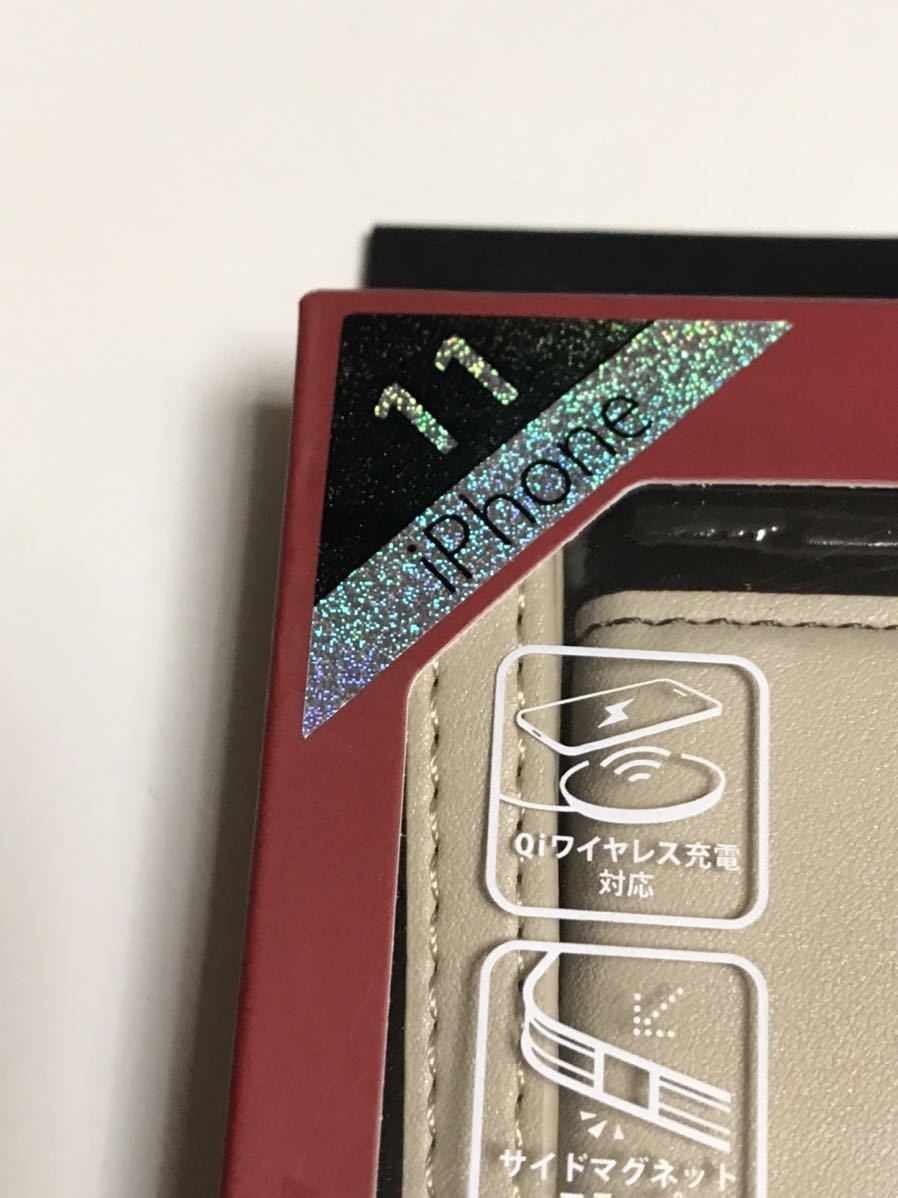 11
iPhone
Qiワイヤレス充電
対応
サイドマグネット